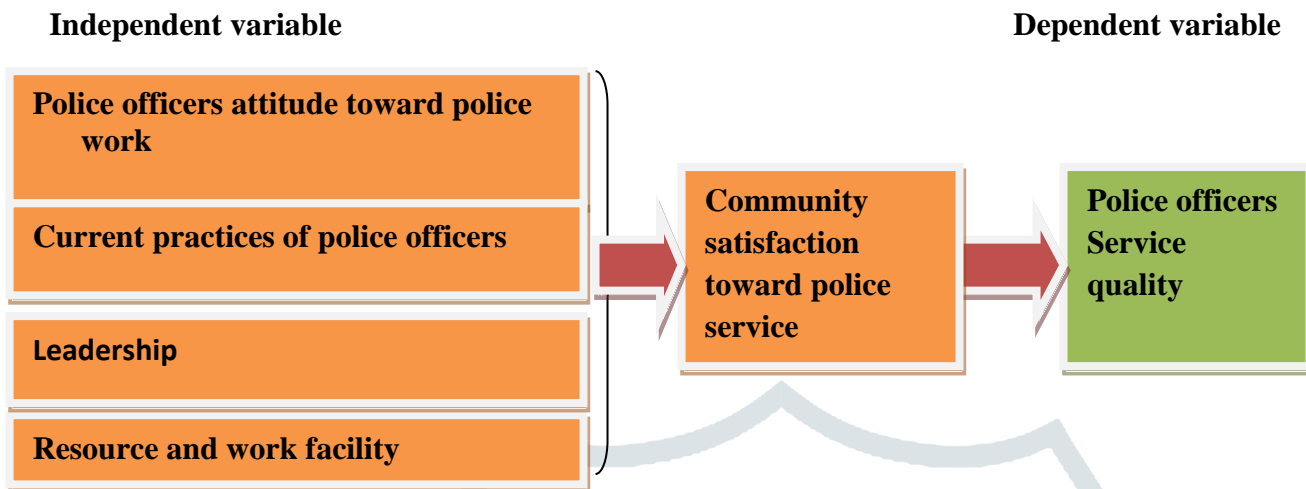 Independent variable
Dependent variable
Police officers attitude toward police
work
Current practices of police officers
Leadership
Resource and work facility
Community
satisfaction
toward police
service
Police officers
Service
quality